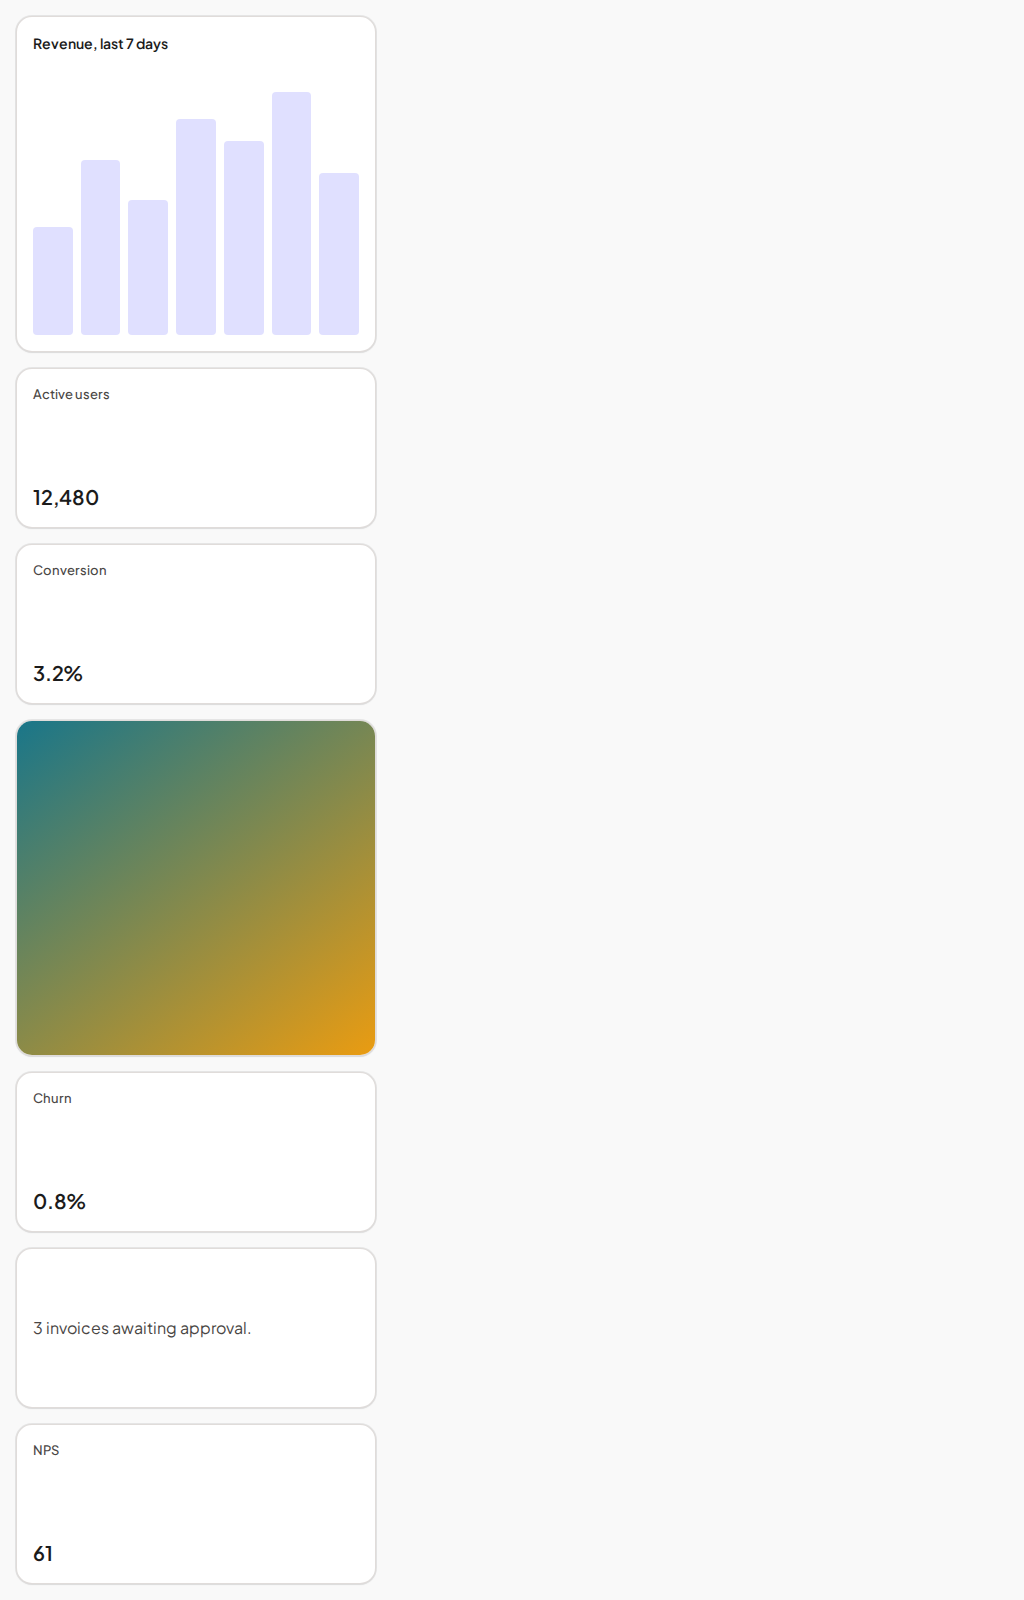 Revenue, last 7 days
Active users
12,480
Conversion
3.2%
Churn
0.8%
3 invoices awaiting approval.
NPS
61